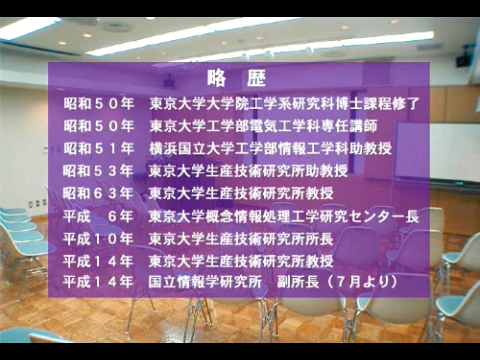 略　歴
昭和５０年　東京大学大学院工学系研究科博士課程修了
昭和５０年　東京大学工学部電気工学科専任講師
昭和５１年　横浜国立大学工学部情報工学科助教授
昭和５３年　東京大学生産技術研究所助教授
昭和６３年　東京大学生産技術研究所教授
平成　６年　東京大学概念情報処理工学研究センター長
平成１０年　東京大学生産技術研究所所長
平成１４年　東京大学生産技術研究所教授
平成１４年　国立情報学研究所　副所長（７月より）